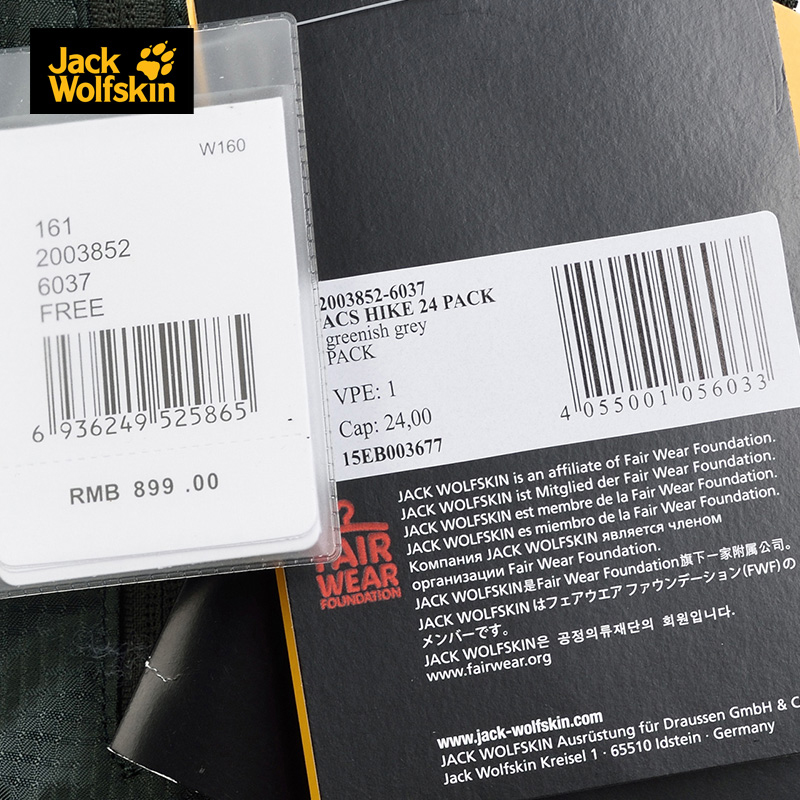 Jack
Wolfskin
W160
161
2003852
6037
FREE
6 936249 525865
RMB 899 .00
2003852-6037
ACS HIKE 24 PACK
greenish grey
PACK
VPE: 1
Cap: 24,00
15EB003677
4 055001 056033
FAIR
WEAR
FOUNDATION
JACK WOLFSKIN is an affiliate of Fair Wear Foundation.
JACK WOLFSKIN ist Mitglied der Fair Wear Foundation.
JACK WOLFSKIN est membre de la Fair Wear Foundation.
JACK WOLFSKIN es miembro de la Fair Wear Foundation.
Компания JACK WOLFSKIN является членом
организации Fair Wear Foundation.
JACK WOLFSKIN是Fair Wear Foundation旗下一家附属公司。
JACK WOLFSKIN はフェアウエア ファウンデーション(FWF)の
メンバーです。
JACK WOLFSKIN은 공정의류재단의 회원입니다.
www.fairwear.org
www.jack-wolfskin.com
JACK WOLFSKIN Ausrüstung für Draussen GmbH & C
Jack Wolfskin Kreisel 1 · 65510 Idstein · Germany